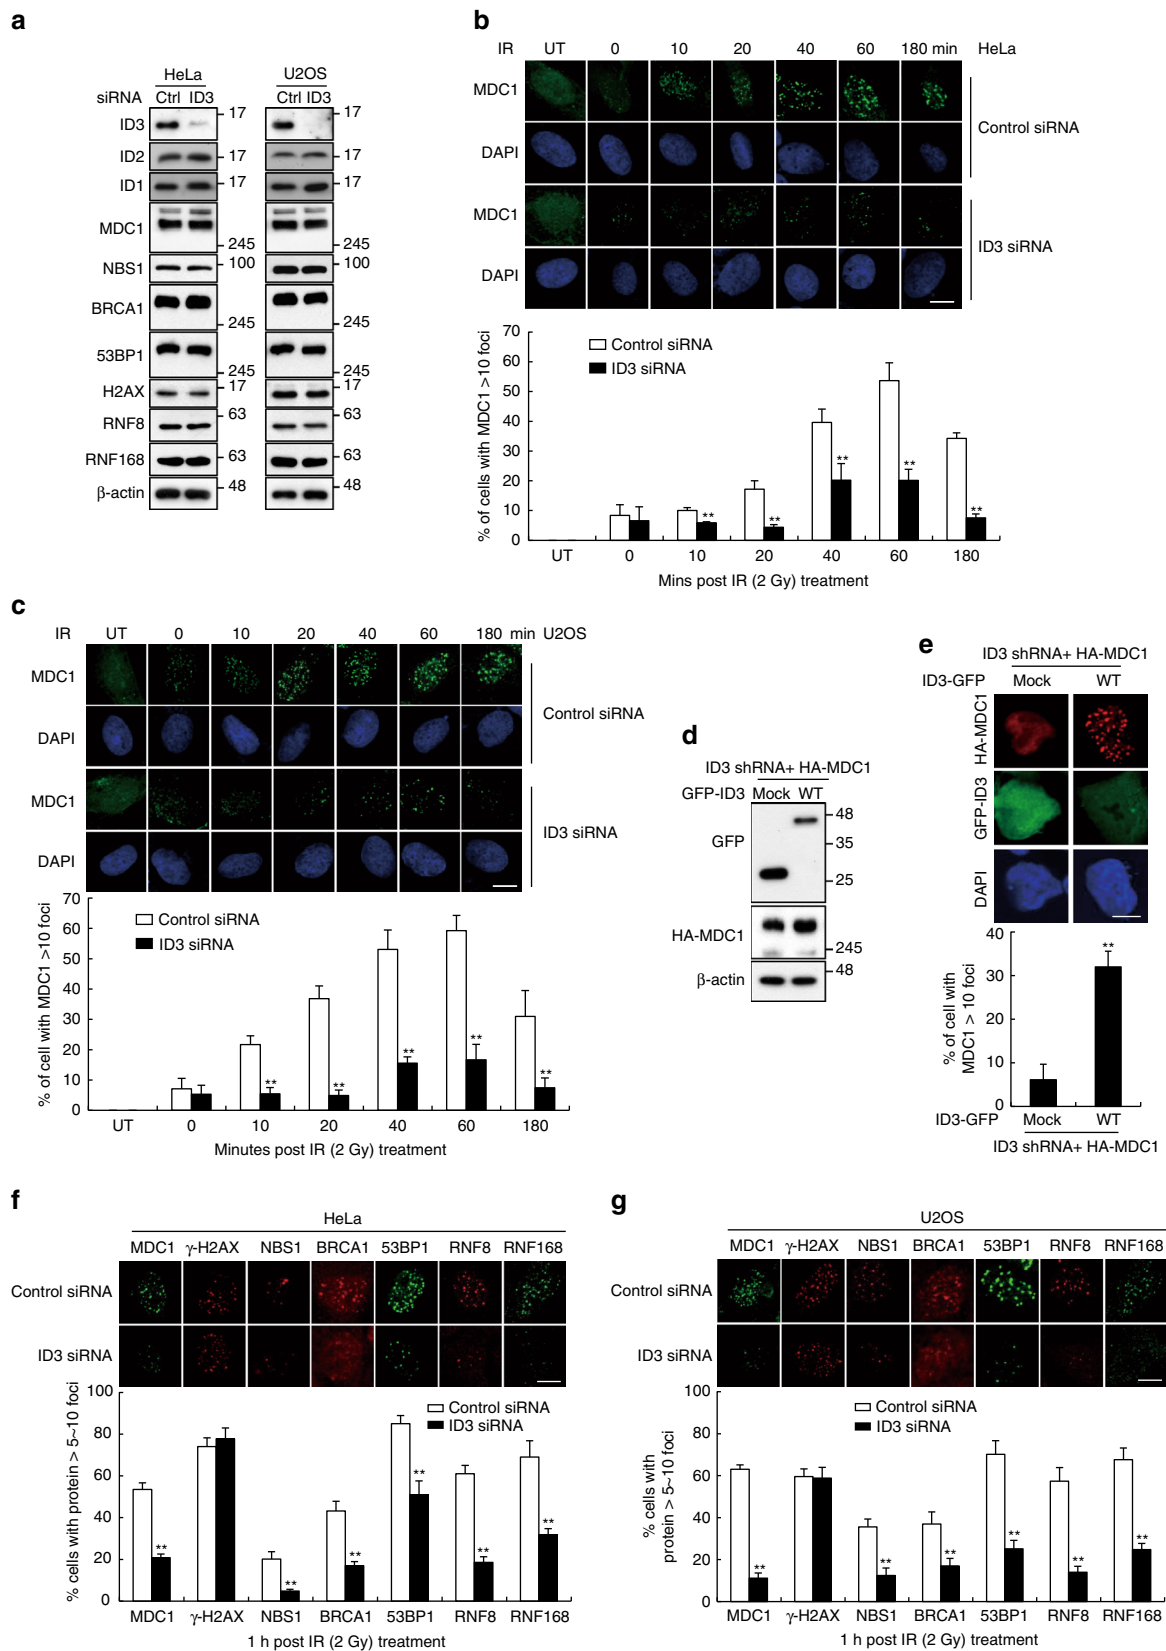 a
HeLa U2OS
siRNA Ctrl ID3 Ctrl ID3
ID3 17 17
ID2 17 17
ID1 17 17
MDC1 245 245
NBS1 100 100
BRCA1 245 245
53BP1 245 245
H2AX 17 17
RNF8 63 63
RNF168 63 63
β-actin 48 48
b
IR UT 0 10 20 40 60 180 min HeLa
MDC1
DAPI
Control siRNA
MDC1
DAPI
ID3 siRNA
% of cells with MDC1 >10 foci
70
60
50
40
30
20
10
0
Control siRNA
ID3 siRNA
** ** ** ** **
UT 0 10 20 40 60 180
Mins post IR (2 Gy) treatment
c
IR UT 0 10 20 40 60 180 min U2OS
MDC1
DAPI
Control siRNA
MDC1
DAPI
ID3 siRNA
% of cell with MDC1 >10 foci
70
60
50
40
30
20
10
0
Control siRNA
ID3 siRNA
** ** ** ** **
UT 0 10 20 40 60 180
Minutes post IR (2 Gy) treatment
d
ID3 shRNA+ HA-MDC1
GFP-ID3 Mock WT
GFP
48
35
25
HA-MDC1 245
β-actin 48
e
ID3 shRNA+ HA-MDC1
ID3-GFP Mock WT
HA-MDC1
GFP-ID3
DAPI
% of cell with
MDC1 > 10 foci
40
30
20
10
0
**
ID3-GFP Mock WT
ID3 shRNA+ HA-MDC1
f
HeLa
MDC1 γ-H2AX NBS1 BRCA1 53BP1 RNF8 RNF168
Control siRNA
ID3 siRNA
% cells with protein > 5~10 foci
100
80
60
40
20
0
Control siRNA
ID3 siRNA
** ** ** ** ** **
MDC1 γ-H2AX NBS1 BRCA1 53BP1 RNF8 RNF168
1 h post IR (2 Gy) treatment
g
U2OS
MDC1 γ-H2AX NBS1 BRCA1 53BP1 RNF8 RNF168
Control siRNA
ID3 siRNA
% cells with
protein > 5~10 foci
100
80
60
40
20
0
Control siRNA
ID3 siRNA
** ** ** ** ** **
MDC1 γ-H2AX NBS1 BRCA1 53BP1 RNF8 RNF168
1 h post IR (2 Gy) treatment